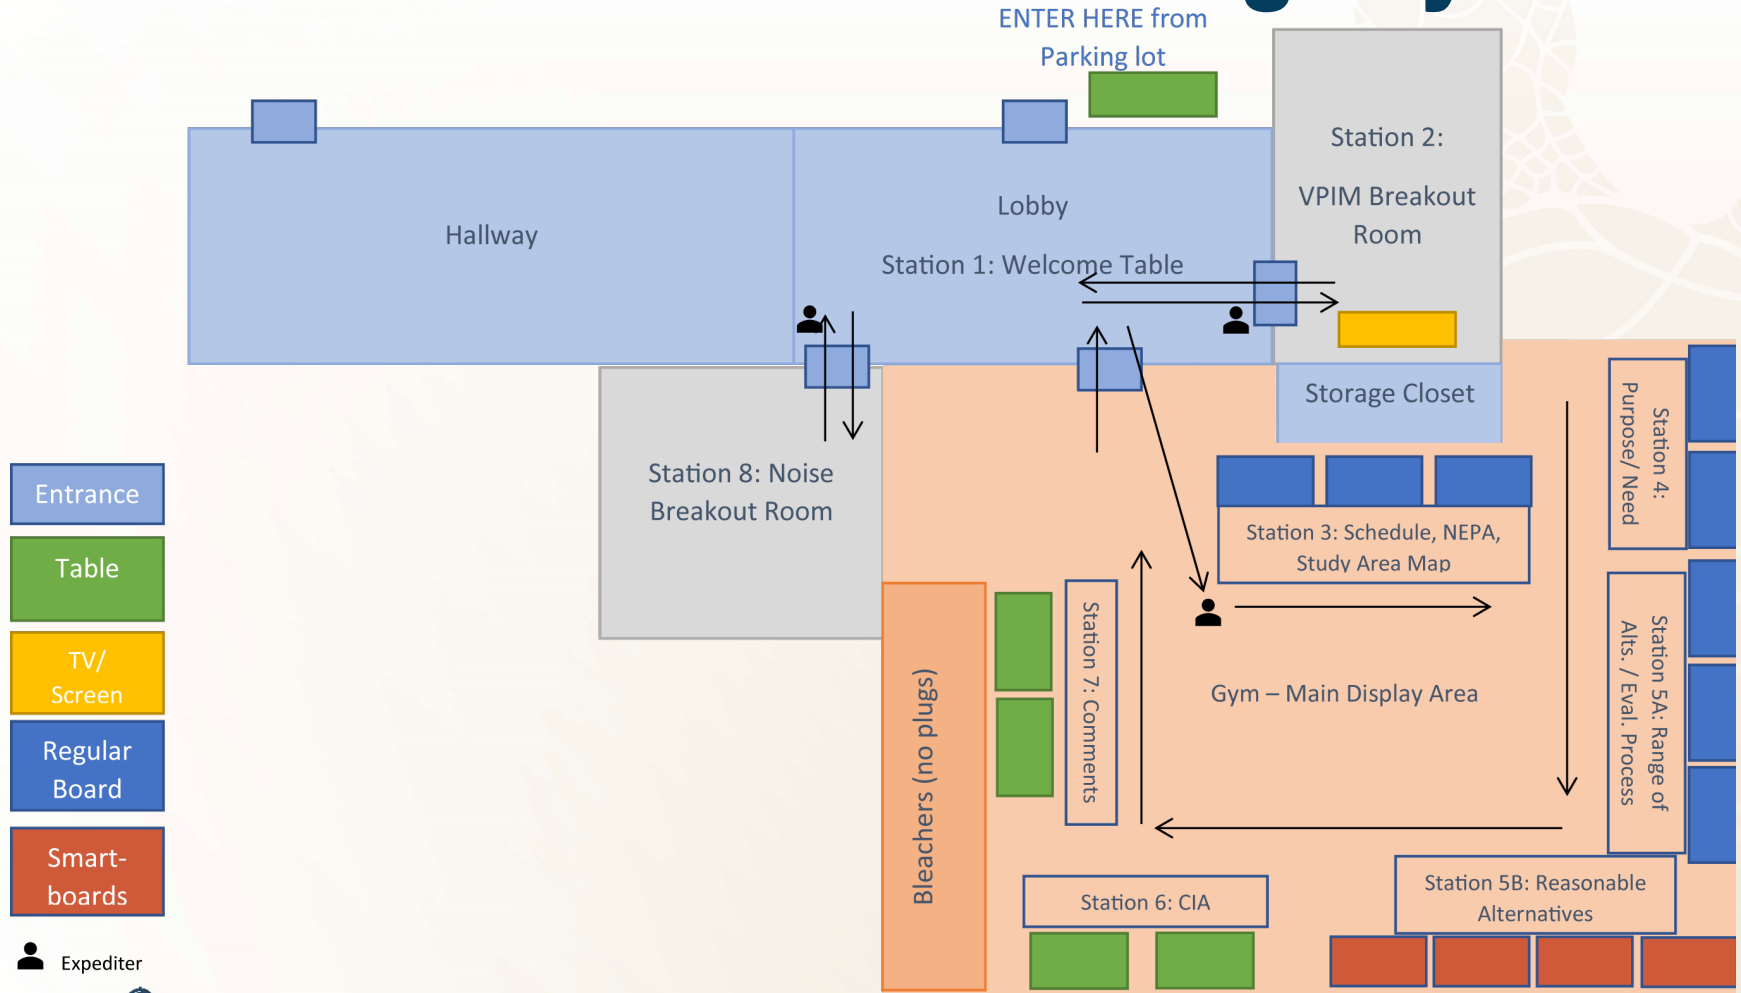 ENTER HERE from
Parking lot
Station 2:
VPIM Breakout
Room
Lobby
Hallway
Station 1: Welcome Table
Storage Closet
Station 4:
Purpose/ Need
Station 8: Noise
Breakout Room
Entrance
Table
TV/
Screen
Regular
Board
Smart-
boards
Expediter
Station 3: Schedule, NEPA,
Study Area Map
Station 7: Comments
Gym – Main Display Area
Station 5A: Range of
Alts. / Eval. Process
Bleachers (no plugs)
Station 6: CIA
Station 5B: Reasonable
Alternatives